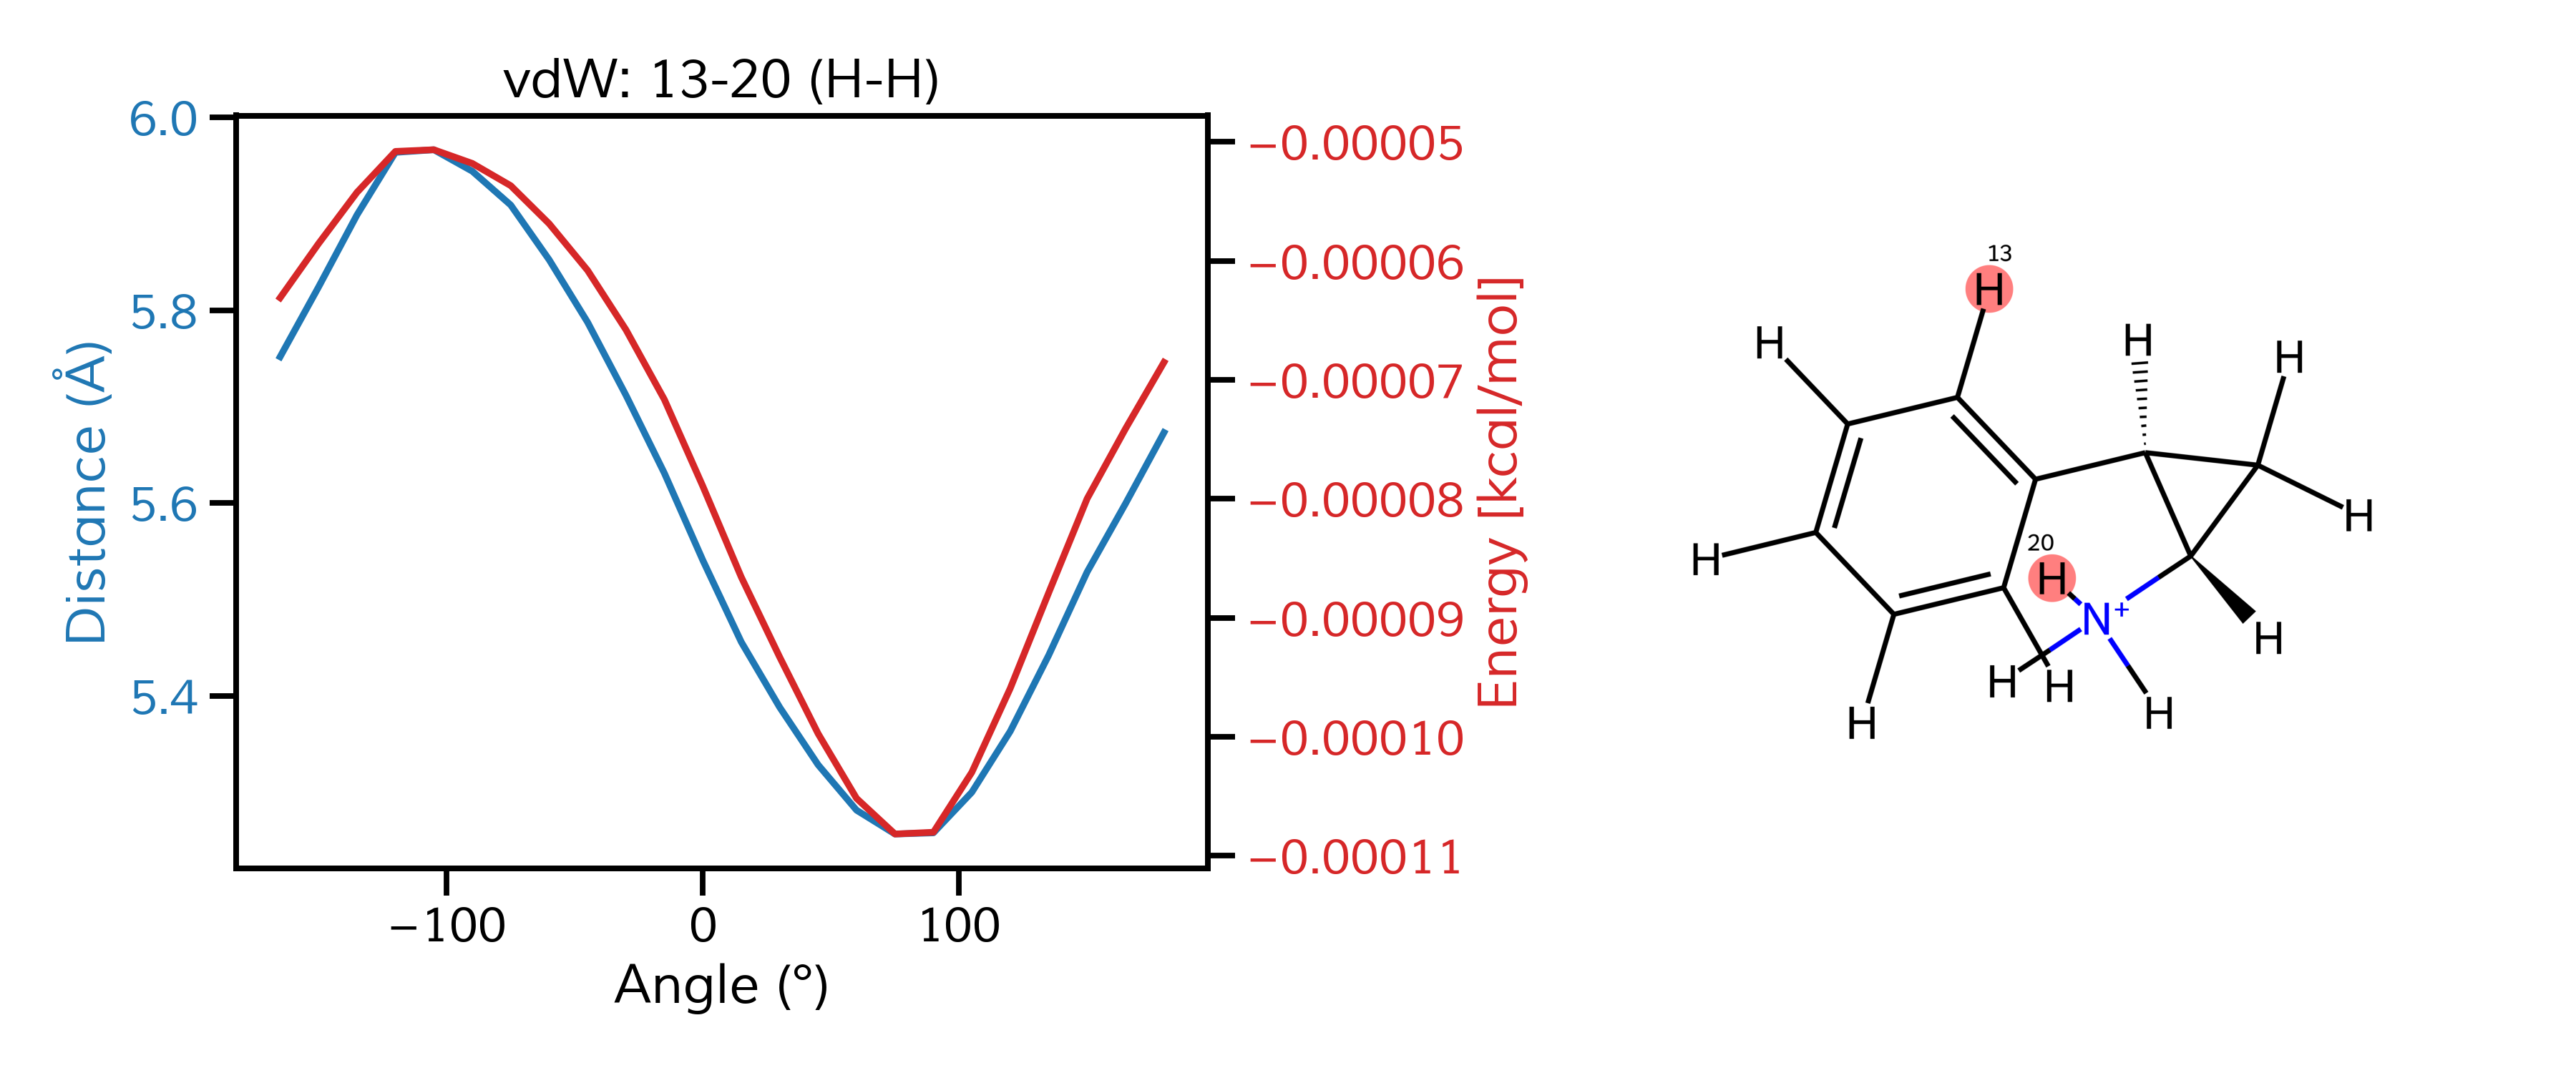 vdW: 13-20 (H-H)
6.0
5.8
5.6
5.4
Distance (Å)
−100
0
100
Angle (°)
−0.00005
−0.00006
−0.00007
−0.00008
−0.00009
−0.00010
−0.00011
Energy [kcal/mol]
13
H
H
H
H
H
H
20
H
N+
H
H
H
H
H